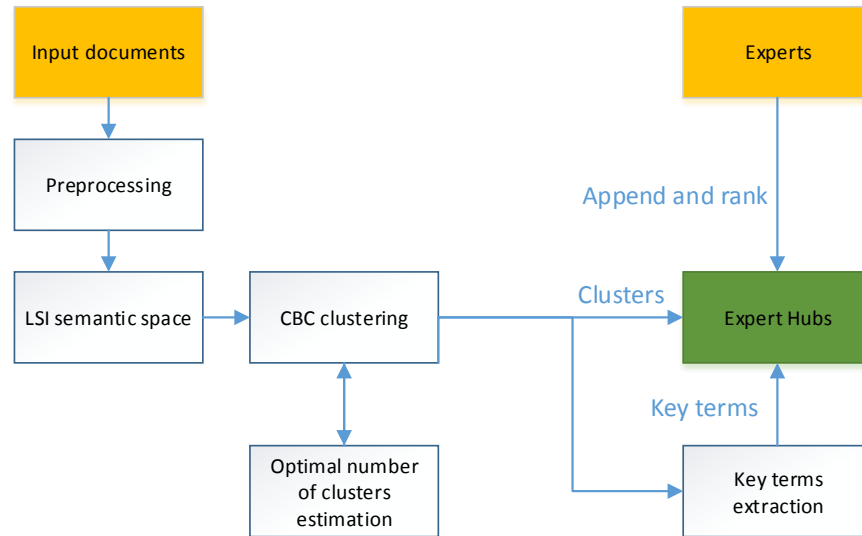 Input documents
Experts
Preprocessing
Append and rank
LSI semantic space
CBC clustering
Clusters
Expert Hubs
Key terms
Optimal number
of clusters
estimation
Key terms
extraction